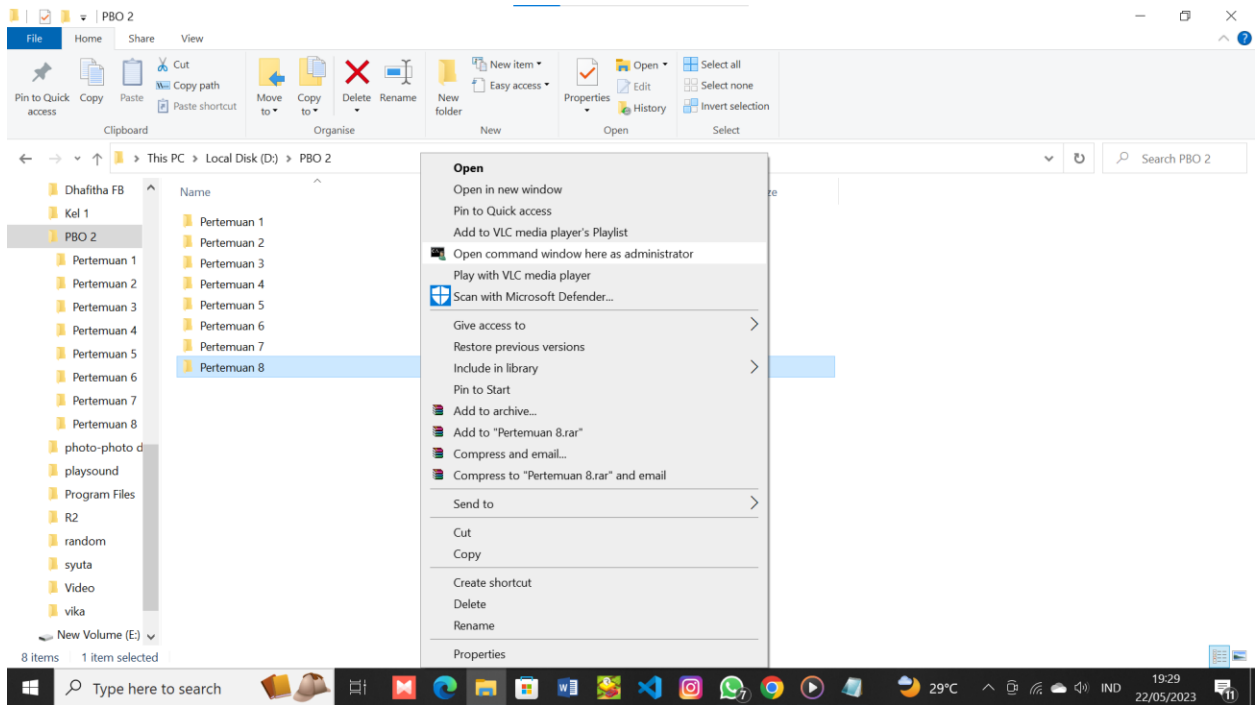 PBO 2
File Home Share View
Pin to Quick access
Copy
Paste
Cut
Copy path
Paste shortcut
Move to
Copy to
Delete
Rename
New folder
New item
Easy access
Properties
Open
Edit
History
Select all
Select none
Invert selection
Clipboard Organise New Open Select
This PC > Local Disk (D:) > PBO 2
Search PBO 2
Dhafitha FB
Kel 1
PBO 2
Pertemuan 1
Pertemuan 2
Pertemuan 3
Pertemuan 4
Pertemuan 5
Pertemuan 6
Pertemuan 7
Pertemuan 8
photo-photo d
playsound
Program Files
R2
random
syuta
Video
vika
New Volume (E:)
Name
Pertemuan 1
Pertemuan 2
Pertemuan 3
Pertemuan 4
Pertemuan 5
Pertemuan 6
Pertemuan 7
Pertemuan 8
Open
Open in new window
Pin to Quick access
Add to VLC media player's Playlist
Open command window here as administrator
Play with VLC media player
Scan with Microsoft Defender...
Give access to
Restore previous versions
Include in library
Pin to Start
Add to archive...
Add to "Pertemuan 8.rar"
Compress and email...
Compress to "Pertemuan 8.rar" and email
Send to
Cut
Copy
Create shortcut
Delete
Rename
Properties
8 items 1 item selected
Type here to search
29°C
IND
19:29
22/05/2023